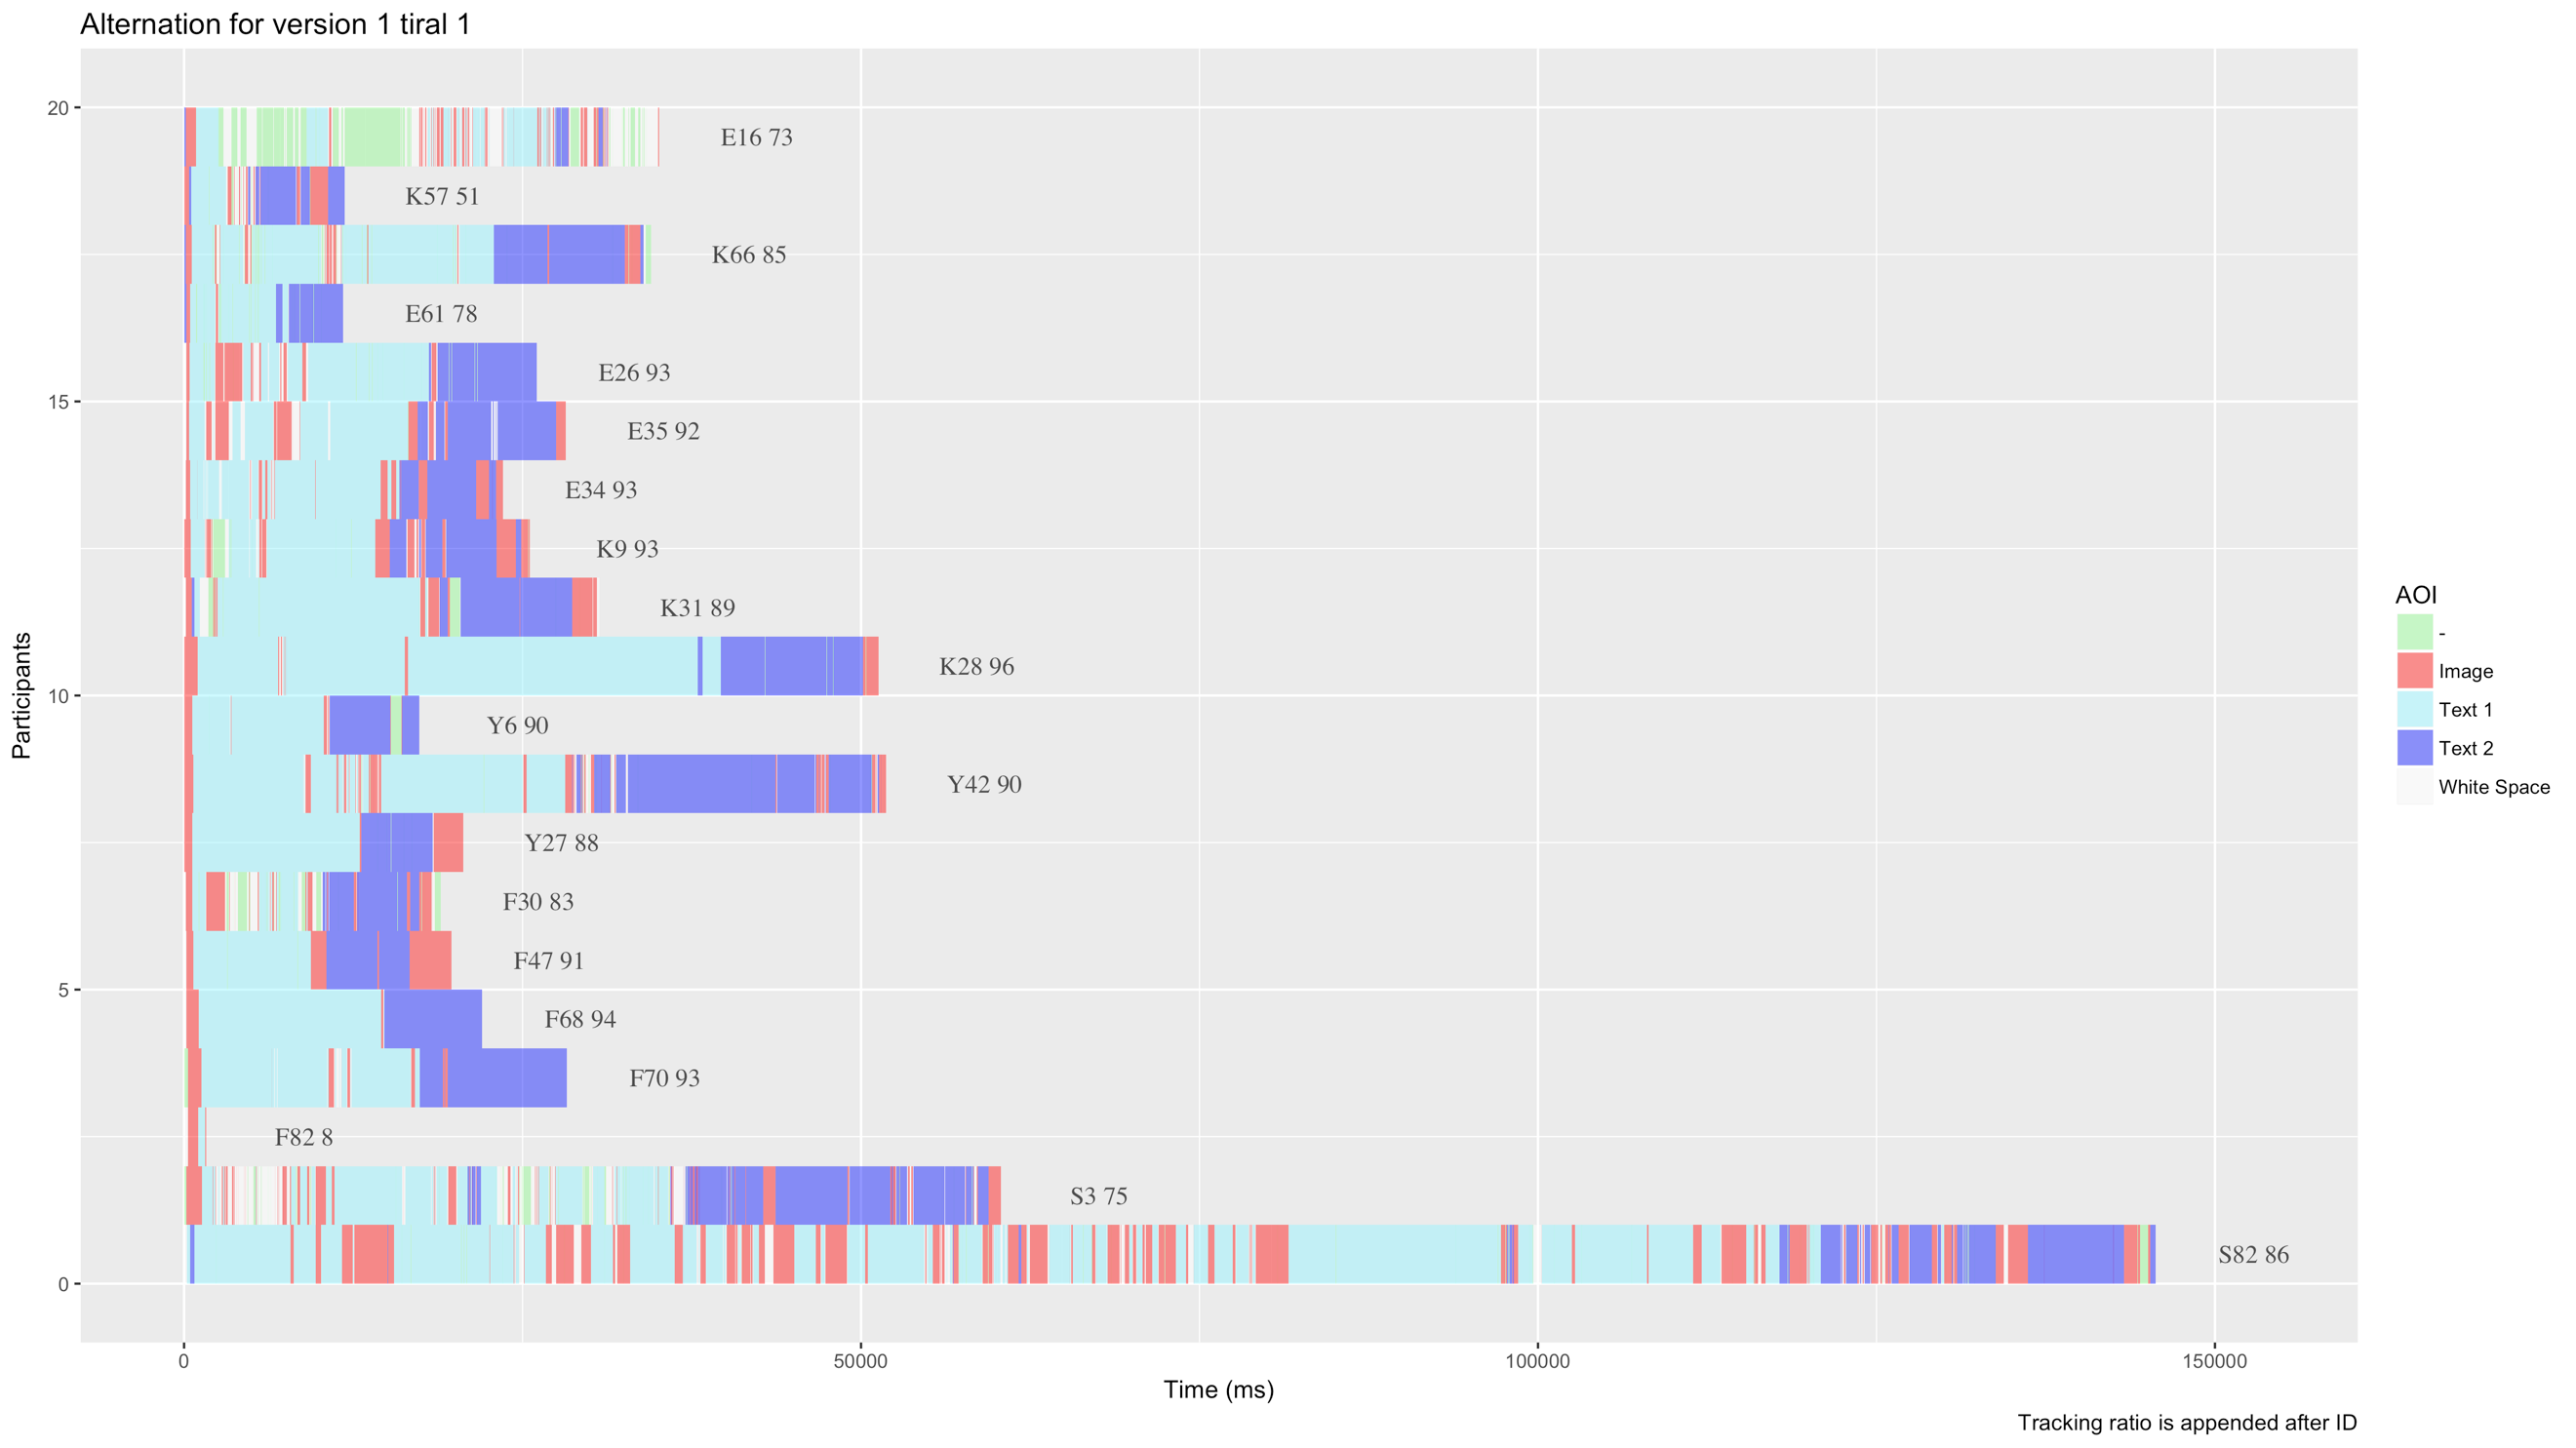 Alternation for version 1 tiral 1
20
15
10
5
0
Participants
E16 73
K57 51
K66 85
E61 78
E26 93
E35 92
E34 93
K9 93
K31 89
K28 96
Y6 90
Y42 90
Y27 88
F30 83
F47 91
F68 94
F70 93
F82 8
S3 75
S82 86
0
50000
100000
150000
Time (ms)
AOI
-
Image
Text 1
Text 2
White Space
Tracking ratio is appended after ID